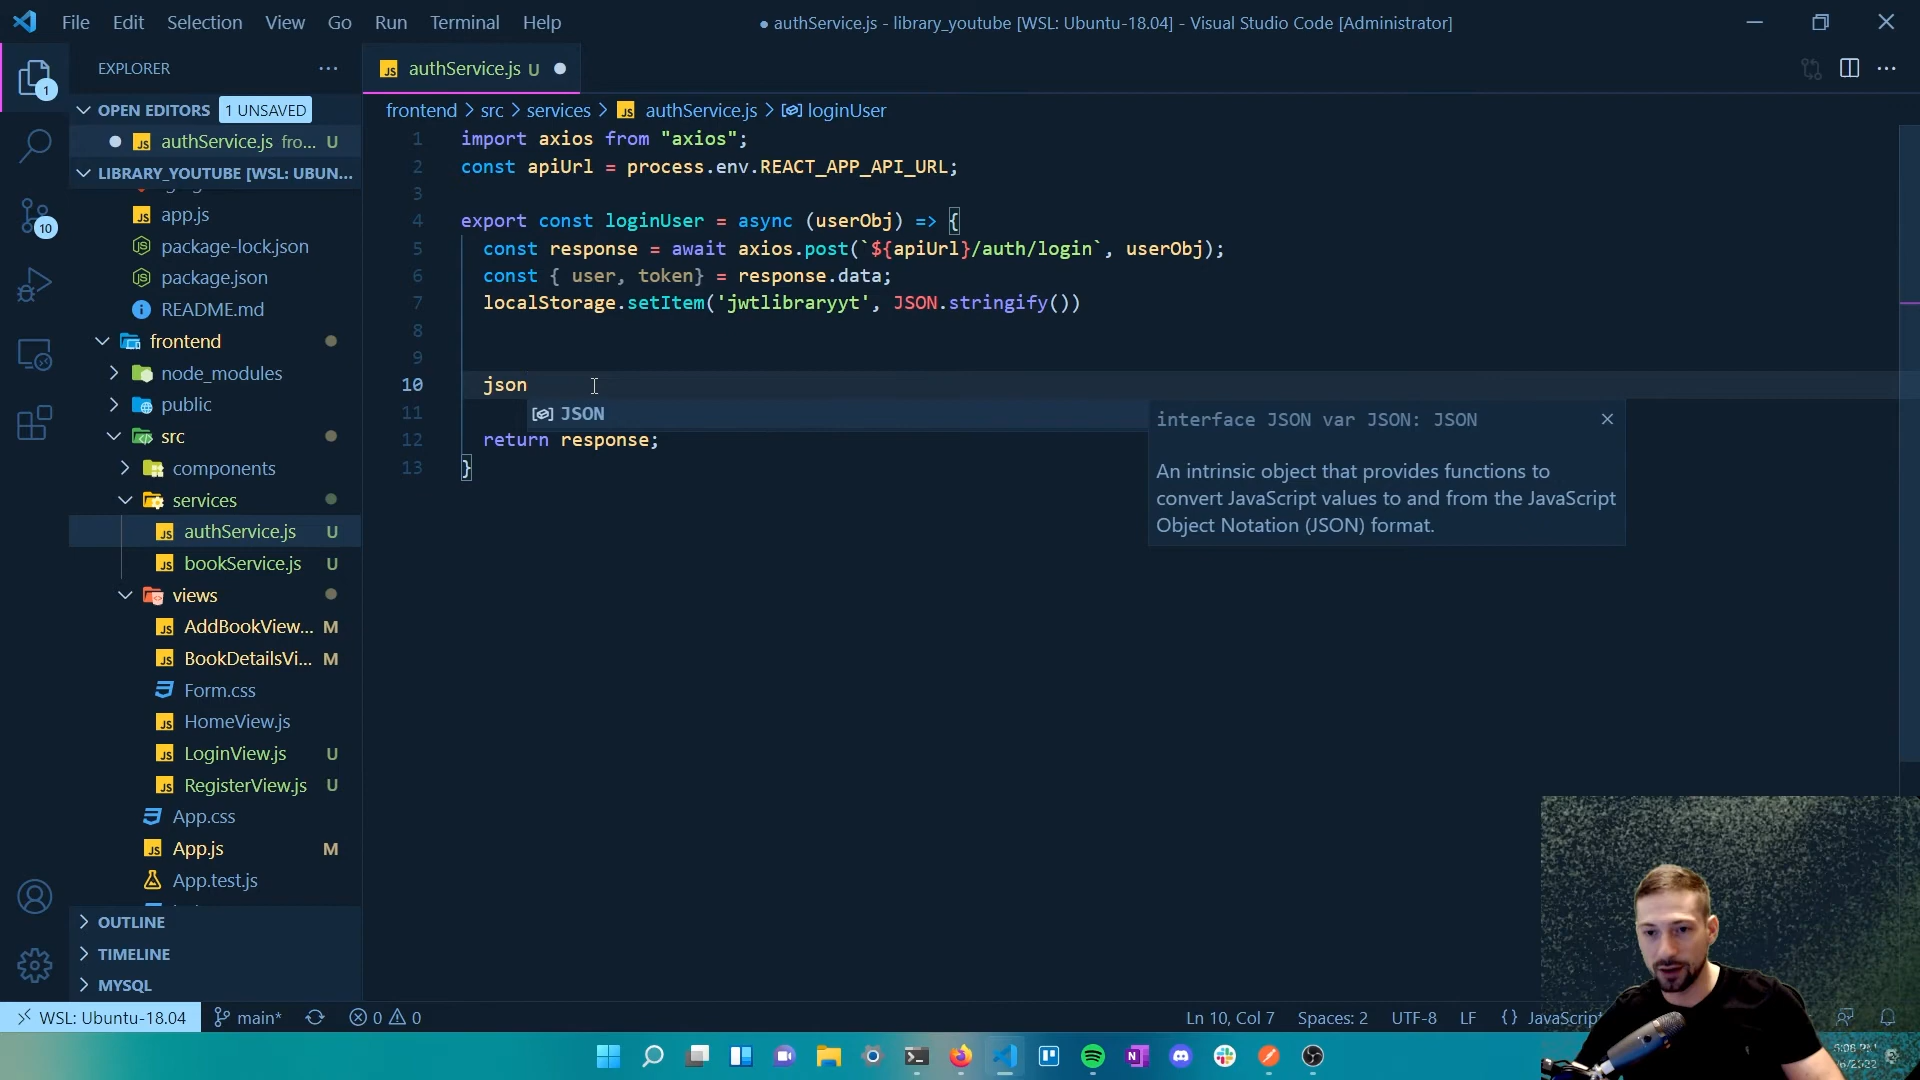 File Edit Selection View Go Run Terminal Help
● authService.js - library_youtube [WSL: Ubuntu-18.04] - Visual Studio Code [Administrator]
EXPLORER
1
OPEN EDITORS 1 UNSAVED
authService.js fro... U
LIBRARY_YOUTUBE [WSL: UBUN...
app.js
package-lock.json
package.json
README.md
frontend
node_modules
public
src
components
services
authService.js U
bookService.js U
views
AddBookView... M
BookDetailsVi... M
Form.css
HomeView.js
LoginView.js U
RegisterView.js U
App.css
App.js M
App.test.js
OUTLINE
TIMELINE
MYSQL
10
authService.js U
frontend > src > services > authService.js > loginUser
1 import axios from "axios";
2 const apiUrl = process.env.REACT_APP_API_URL;
3
4 export const loginUser = async (userObj) => {
5 const response = await axios.post(`${apiUrl}/auth/login`, userObj);
6 const { user, token} = response.data;
7 localStorage.setItem('jwtlibraryyt', JSON.stringify())
8
9
10 json
11
12 return response;
13 }
JSON
interface JSON var JSON: JSON
An intrinsic object that provides functions to
convert JavaScript values to and from the JavaScript
Object Notation (JSON) format.
WSL: Ubuntu-18.04 main* 0 0
Ln 10, Col 7 Spaces: 2 UTF-8 LF {} JavaScript